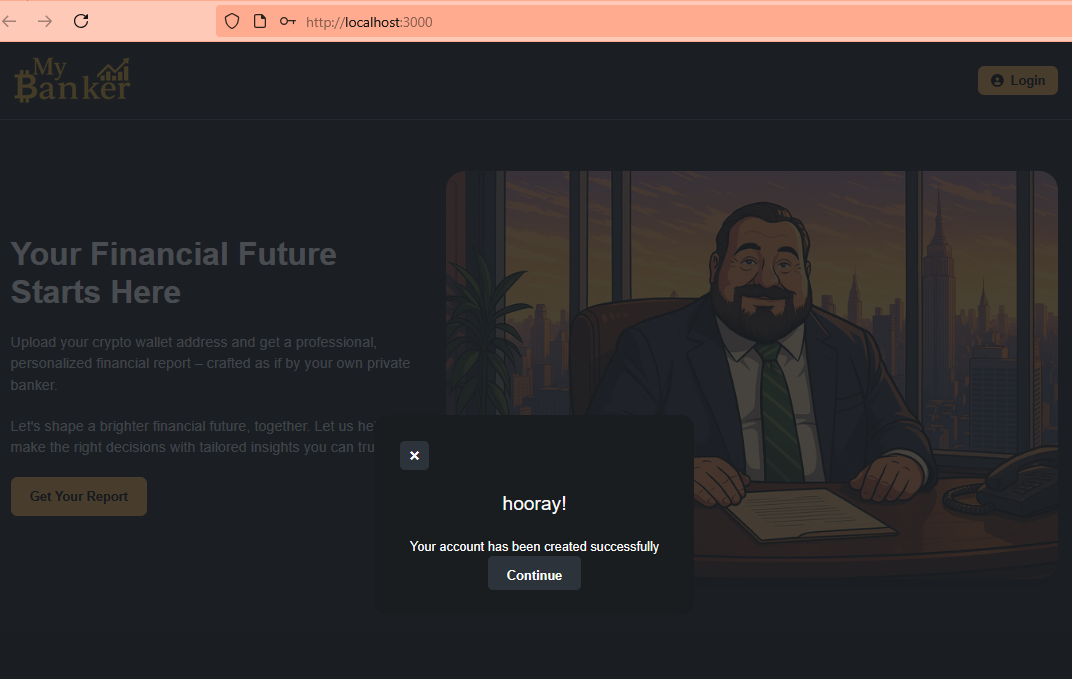 http://localhost:3000
My
Banker
Login
Your Financial Future
Starts Here
Upload your crypto wallet address and get a professional,
personalized financial report – crafted as if by your own private
banker.
Let's shape a brighter financial future, together. Let us he
make the right decisions with tailored insights you can tru
Get Your Report
hooray!
Your account has been created successfully
Continue